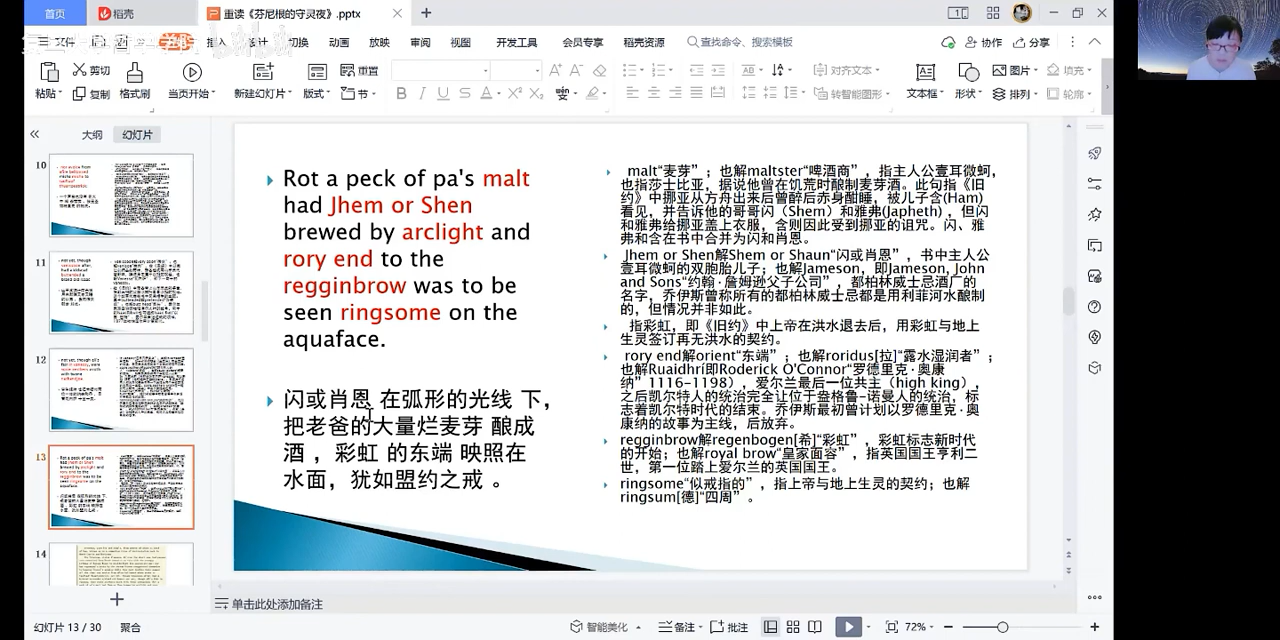 首页
稻壳
重读《芬尼根的守灵夜》.pptx
文件
插入
切换
动画
放映
审阅
视图
开发工具
会员专享
稻壳资源
查找命令、搜索模板
协作
分享
粘贴
剪切
复制
格式刷
当页开始
新建幻灯片
版式
重置
节
B I U S A X² X₂
对齐文本
转智能图形
文本框
形状
图片
排列
填充
轮廓
大纲
幻灯片
10
11
12
13
14
Rot a peck of pa's malt
had Jhem or Shen
brewed by arclight and
rory end to the
regginbrow was to be
seen ringsome on the
aquaface.
闪或肖恩 在弧形的光线 下，
把老爸的大量烂麦芽 酿成
酒 ，彩虹 的东端 映照在
水面，犹如盟约之戒 。
malt“麦芽”；也解maltster“啤酒商”，指主人公壹耳微蚵，
也指莎士比亚，据说他曾在饥荒时酿制麦芽酒。此句指《旧
约》中挪亚从方舟出来后曾醉后赤身酣睡，被儿子含(Ham)
看见，并告诉他的哥哥闪（Shem）和雅弗(Japheth)，但闪
和雅弗给挪亚盖上衣服，含则因此受到挪亚的诅咒。闪、雅
弗和含在书中合并为闪和肖恩。
Jhem or Shen解Shem or Shaun“闪或肖恩”，书中主人公
壹耳微蚵的双胞胎儿子；也解Jameson，即Jameson, John
and Sons“约翰·詹姆逊父子公司”，都柏林威士忌酒厂的
名字，乔伊斯曾称所有的都柏林威士忌都是用利菲河水酿制
的，但情况并非如此。
指彩虹，即《旧约》中上帝在洪水退去后，用彩虹与地上
生灵签订再无洪水的契约。
rory end解orient“东端”；也解roridus[拉]“露水湿润者”；
也解Ruaidhrí即Roderick O'Connor“罗德里克·奥康
纳”1116-1198)，爱尔兰最后一位共主（high king），
之后凯尔特人的统治完全让位于盎格鲁-诺曼人的统治，标
志着凯尔特时代的结束。乔伊斯最初曾计划以罗德里克·奥
康纳的故事为主线，后放弃。
regginbrow解regenbogen[希]“彩虹”，彩虹标志新时代
的开始；也解royal brow“皇家面容”，指英国国王亨利二
世，第一位踏上爱尔兰的英国国王。
ringsome“似戒指的”，指上帝与地上生灵的契约；也解
ringsum[德]“四周”。
单击此处添加备注
幻灯片 13 / 30
聚合
智能美化
备注
批注
72%